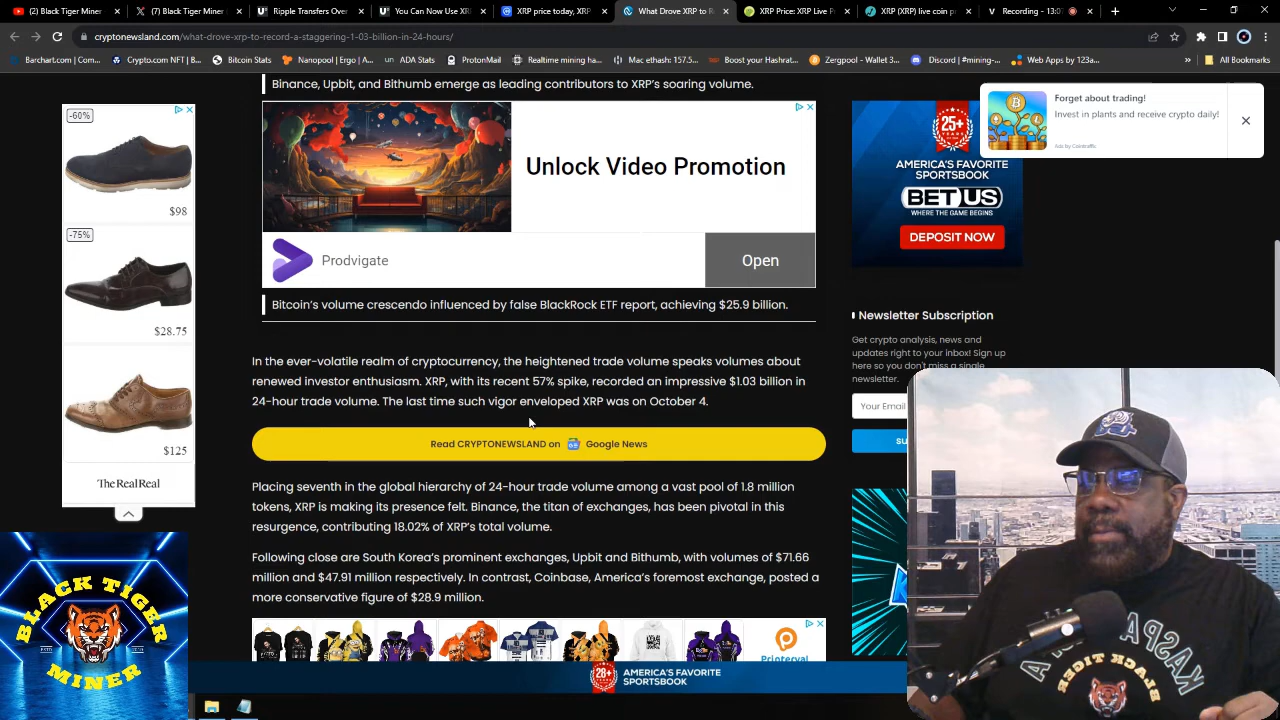 (2) Black Tiger Miner
(7) Black Tiger Miner
Ripple Transfers Over
You Can Now Use XRP
XRP price today, XRP
What Drove XRP to R
XRP Price: XRP Live P
XRP (XRP) live coin p
Recording - 13:0
cryptonewsland.com/what-drove-xrp-to-record-a-staggering-1-03-billion-in-24-hours/
Barchart.com | Com...
Crypto.com NFT | B...
Bitcoin Stats
Nanopool | Ergo | A...
ADA Stats
ProtonMail
Realtime mining ha...
Mac ethash: 157.5...
Boost your Hashrat...
Zergpool - Wallet 3...
Discord | #mining-...
Web Apps by 123a...
»
All Bookmarks
Binance, Upbit, and Bithumb emerge as leading contributors to XRP's soaring volume.
Unlock Video Promotion
Prodvigate
Open
Bitcoin's volume crescendo influenced by false BlackRock ETF report, achieving $25.9 billion.
In the ever-volatile realm of cryptocurrency, the heightened trade volume speaks volumes about
renewed investor enthusiasm. XRP, with its recent 57% spike, recorded an impressive $1.03 billion in
24-hour trade volume. The last time such vigor enveloped XRP was on October 4.
Read CRYPTONEWSLAND on Google News
Placing seventh in the global hierarchy of 24-hour trade volume among a vast pool of 1.8 million
tokens, XRP is making its presence felt. Binance, the titan of exchanges, has been pivotal in this
resurgence, contributing 18.02% of XRP's total volume.
Following close are South Korea's prominent exchanges, Upbit and Bithumb, with volumes of $71.66
million and $47.91 million respectively. In contrast, Coinbase, America's foremost exchange, posted a
more conservative figure of $28.9 million.
Printerval
AMERICA'S FAVORITE
SPORTSBOOK
-60%
$98
-75%
$28.75
$125
TheRealReal
BLACK TIGER
MINER
Forget about trading!
Invest in plants and receive crypto daily!
Ads by Cointraffic
25+
YEARS
AMERICA'S FAVORITE
SPORTSBOOK
BETUS
WHERE THE GAME BEGINS
DEPOSIT NOW
Newsletter Subscription
Get crypto analysis, news and
updates right to your inbox! Sign up
here so you don't miss a single
newsletter.
Your Email
KASPA
BLACK TIGER
MINER